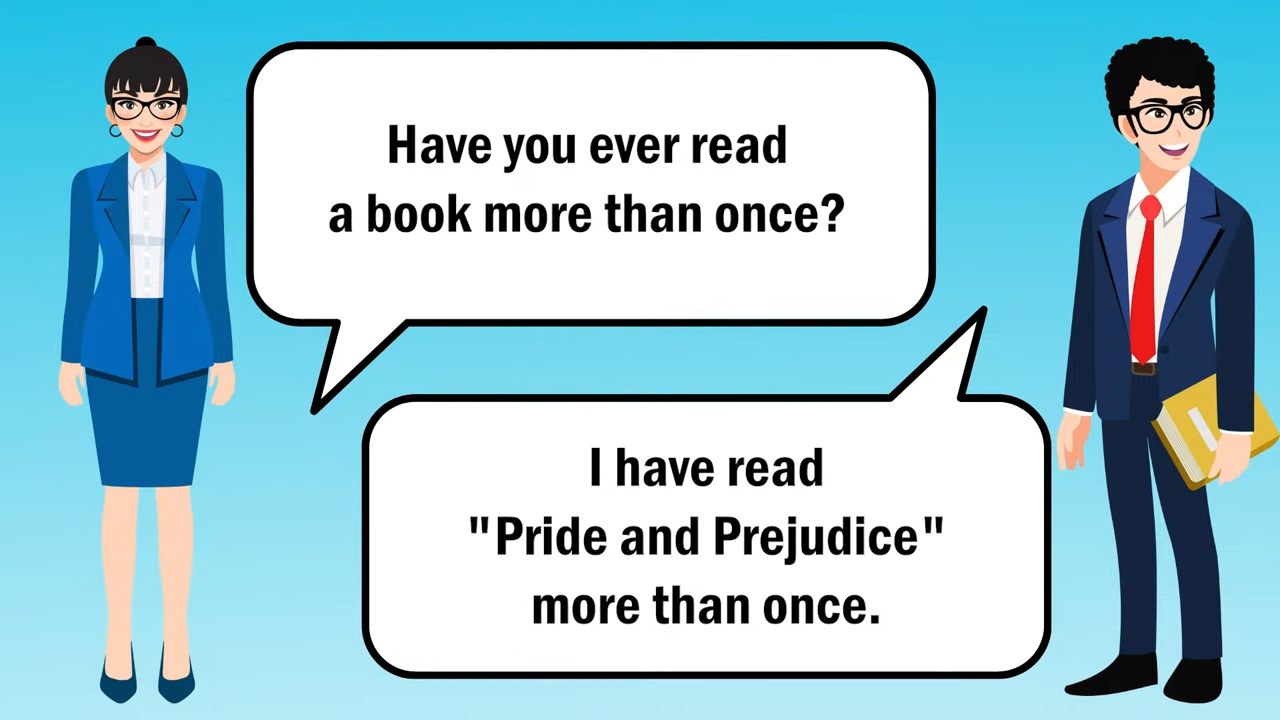 Have you ever read
a book more than once?
I have read
"Pride and Prejudice"
more than once.